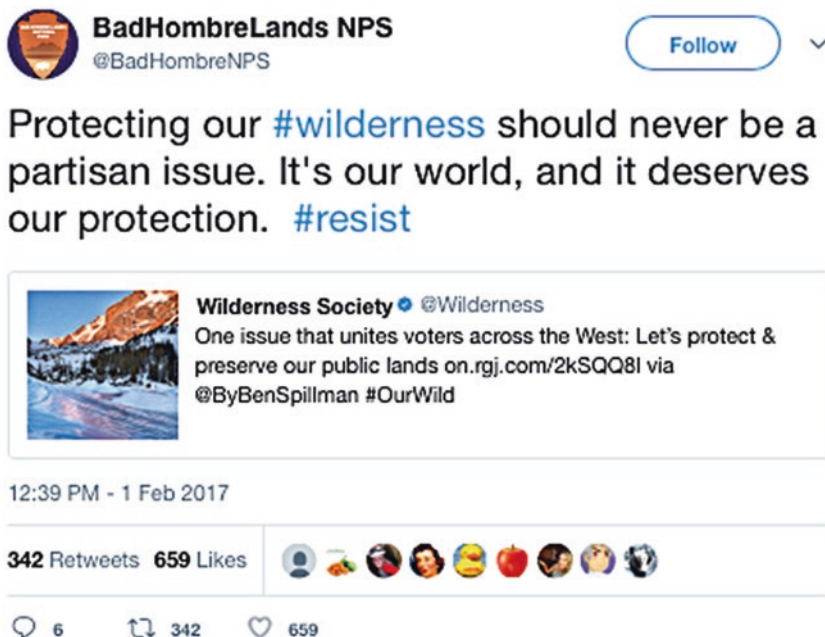 BadHombreLands NPS
@BadHombreNPS
Follow
Protecting our #wilderness should never be a
partisan issue. It's our world, and it deserves
our protection. #resist
Wilderness Society @Wilderness
One issue that unites voters across the West: Let's protect &
preserve our public lands on.rgj.com/2kSQQ8I via
@ByBenSpillman #OurWild
12:39 PM - 1 Feb 2017
342 Retweets 659 Likes
6 342 659